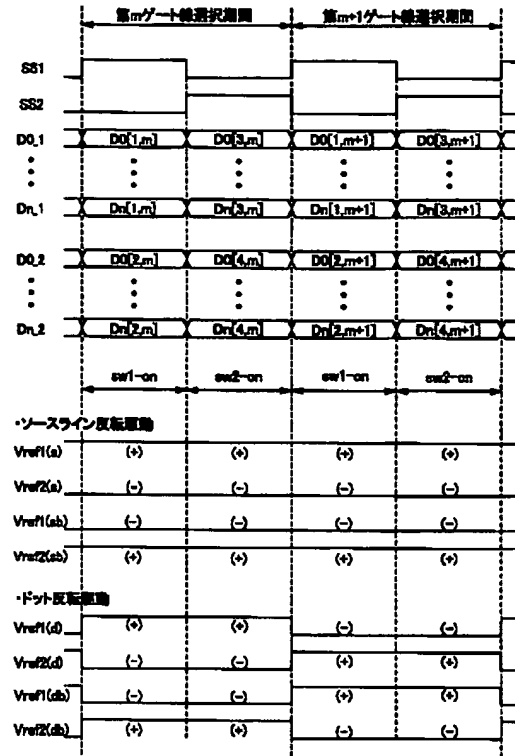 第mゲート線選択期間 第m+1ゲート線選択期間
SS1
SS2
D0_1 D0[1,m] D0[3,m] D0[1,m+1] D0[3,m+1]
Dn_1 Dn[1,m] Dn[3,m] Dn[1,m+1] Dn[3,m+1]
D0_2 D0[2,m] D0[4,m] D0[2,m+1] D0[4,m+1]
Dn_2 Dn[2,m] Dn[4,m] Dn[2,m+1] Dn[4,m+1]
sw1-on sw2-on sw1-on sw2-on
・ソースライン反転駆動
Vref1(s) (+) (+) (+) (+)
Vref2(s) (-) (-) (-) (-)
Vref1(sb) (-) (-) (-) (-)
Vref2(sb) (+) (+) (+) (+)
・ドット反転駆動
Vref1(d) (+) (+) (-) (-)
Vref2(d) (-) (-) (+) (+)
Vref1(db) (-) (-) (+) (+)
Vref2(db) (+) (+) (-) (-)